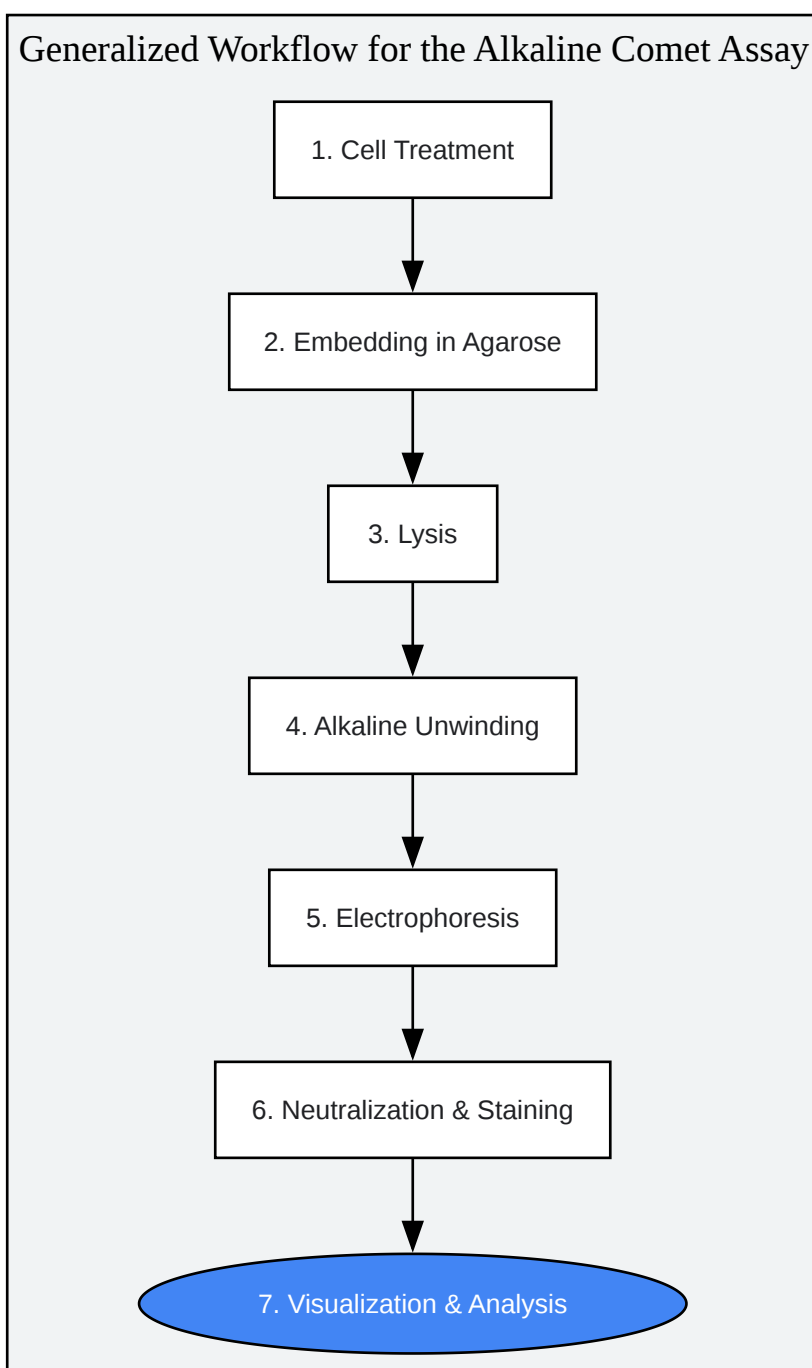 Generalized Workflow for the Alkaline Comet Assay
1. Cell Treatment
2. Embedding in Agarose
3. Lysis
4. Alkaline Unwinding
5. Electrophoresis
6. Neutralization & Staining
7. Visualization & Analysis